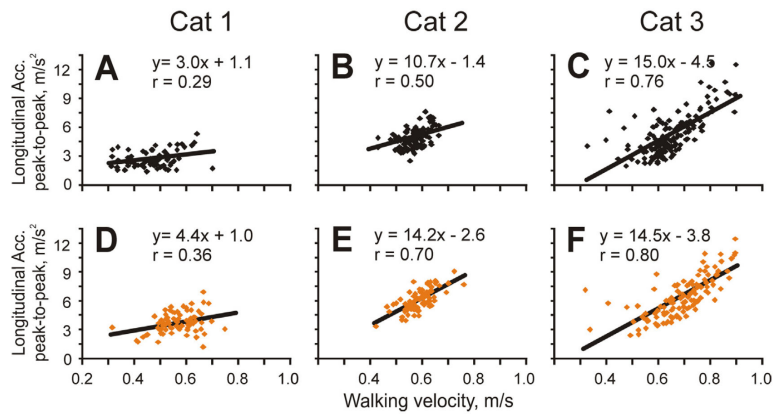 Cat 1
Cat 2
Cat 3
Longitudinal Acc.
peak-to-peak, m/s²
12
9
6
3
0
A
y= 3.0x + 1.1
r = 0.29
B
y = 10.7x - 1.4
r = 0.50
C
y = 15.0x - 4.5
r = 0.76
Longitudinal Acc.
peak-to-peak, m/s²
12
9
6
3
0
D
y= 4.4x + 1.0
r = 0.36
E
y = 14.2x - 2.6
r = 0.70
F
y = 14.5x - 3.8
r = 0.80
0.2 0.4 0.6 0.8 1.0
0.4 0.6 0.8 1.0
0.4 0.6 0.8 1.0
Walking velocity, m/s